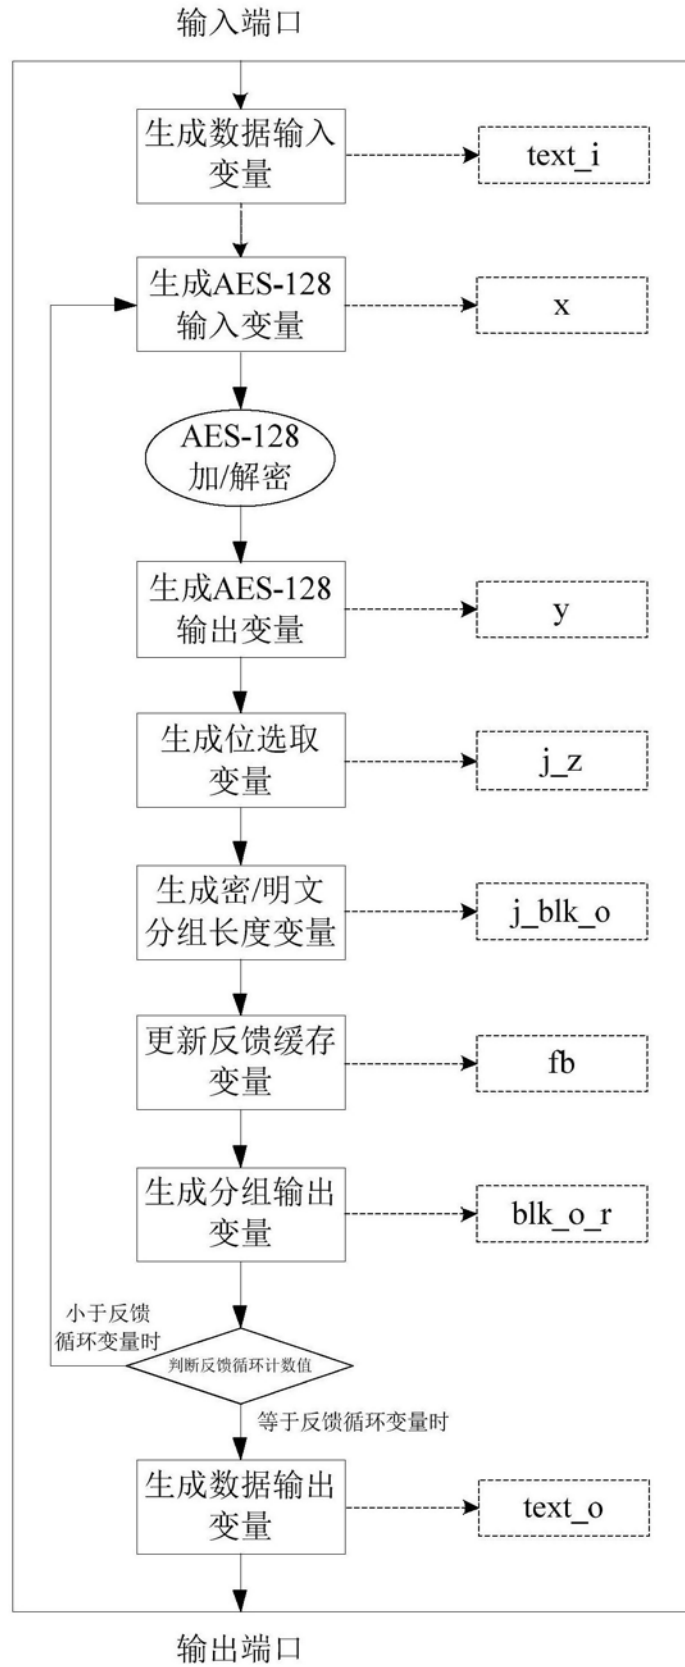 输入端口
生成数据输入
变量
text_i
生成AES-128
输入变量
x
AES-128
加/解密
生成AES-128
输出变量
y
生成位选取
变量
j_z
生成密/明文
分组长度变量
j_blk_o
更新反馈缓存
变量
fb
生成分组输出
变量
blk_o_r
小于反馈
循环变量时
判断反馈循环计数值
等于反馈循环变量时
生成数据输出
变量
text_o
输出端口